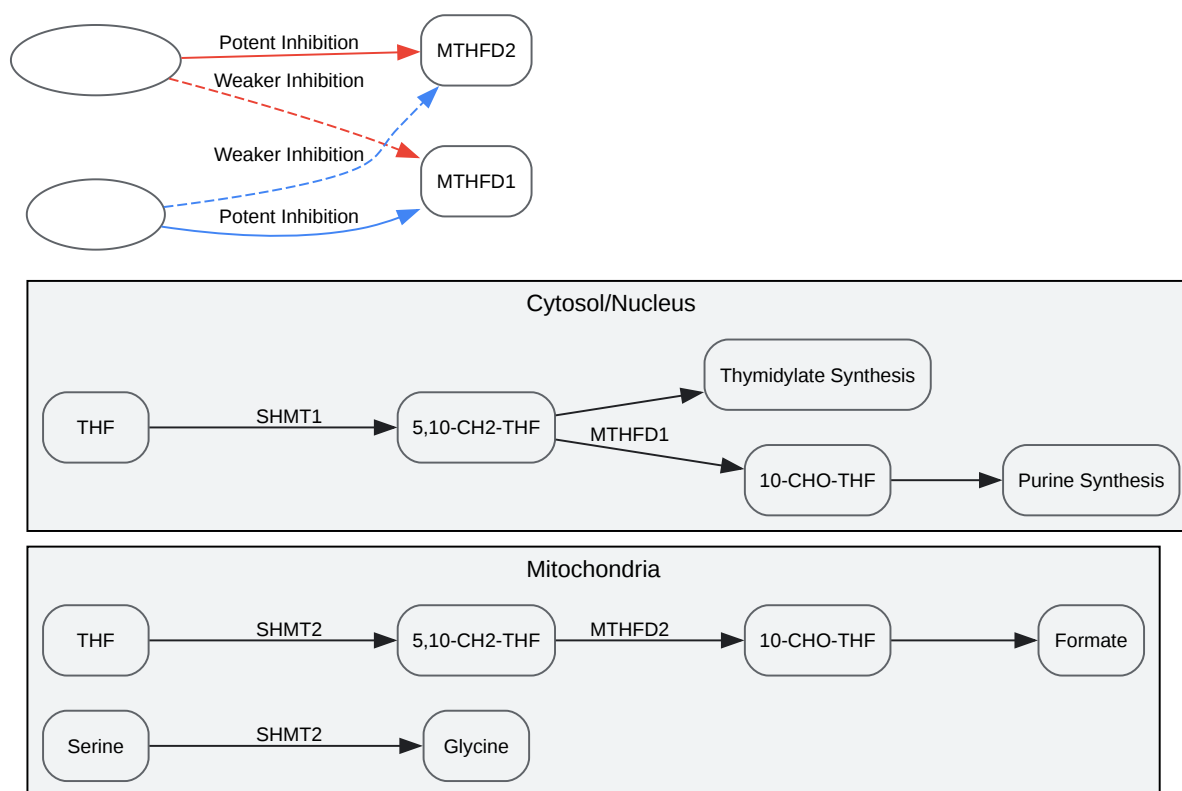 Potent Inhibition
MTHFD2
Weaker Inhibition
Weaker Inhibition
MTHFD1
Potent Inhibition
Cytosol/Nucleus
Thymidylate Synthesis
THF
SHMT1
5,10-CH2-THF
MTHFD1
10-CHO-THF
Purine Synthesis
Mitochondria
THF
SHMT2
5,10-CH2-THF
MTHFD2
10-CHO-THF
Formate
Serine
SHMT2
Glycine